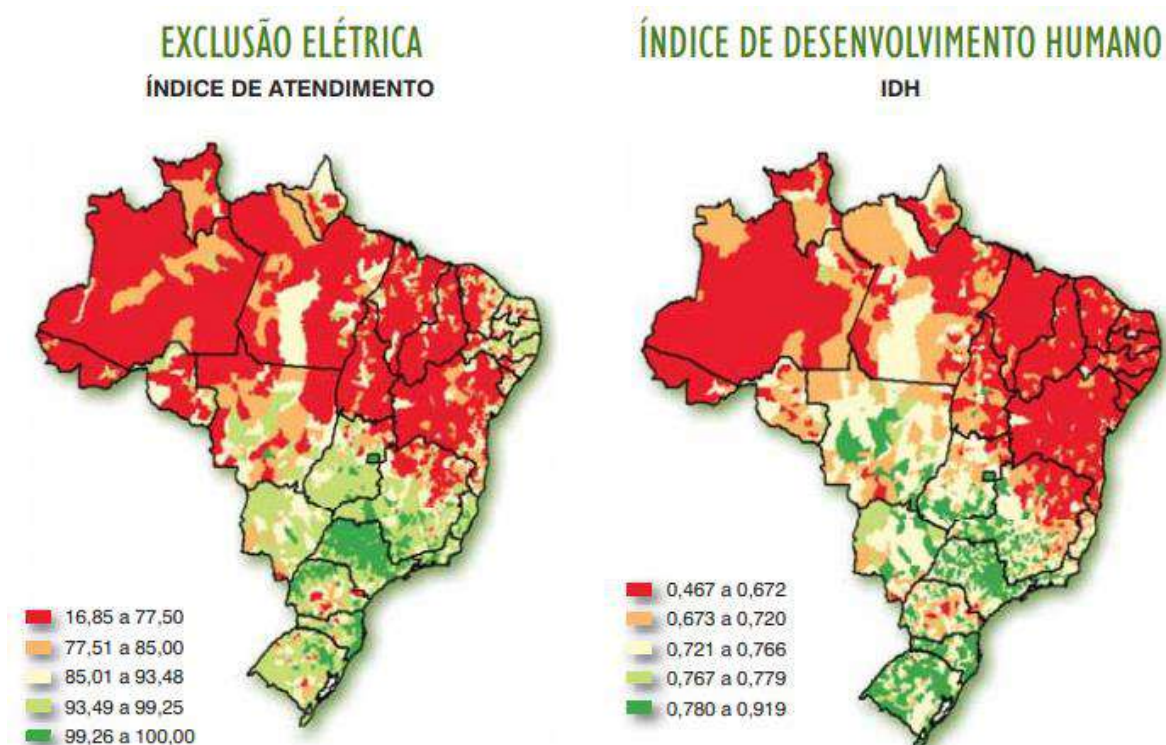 EXCLUSÃO ELÉTRICA
ÍNDICE DE ATENDIMENTO
16,85 a 77,50
77,51 a 85,00
85,01 a 93,48
93,49 a 99,25
99,26 a 100,00
ÍNDICE DE DESENVOLVIMENTO HUMANO
IDH
0,467 a 0,672
0,673 a 0,720
0,721 a 0,766
0,767 a 0,779
0,780 a 0,919